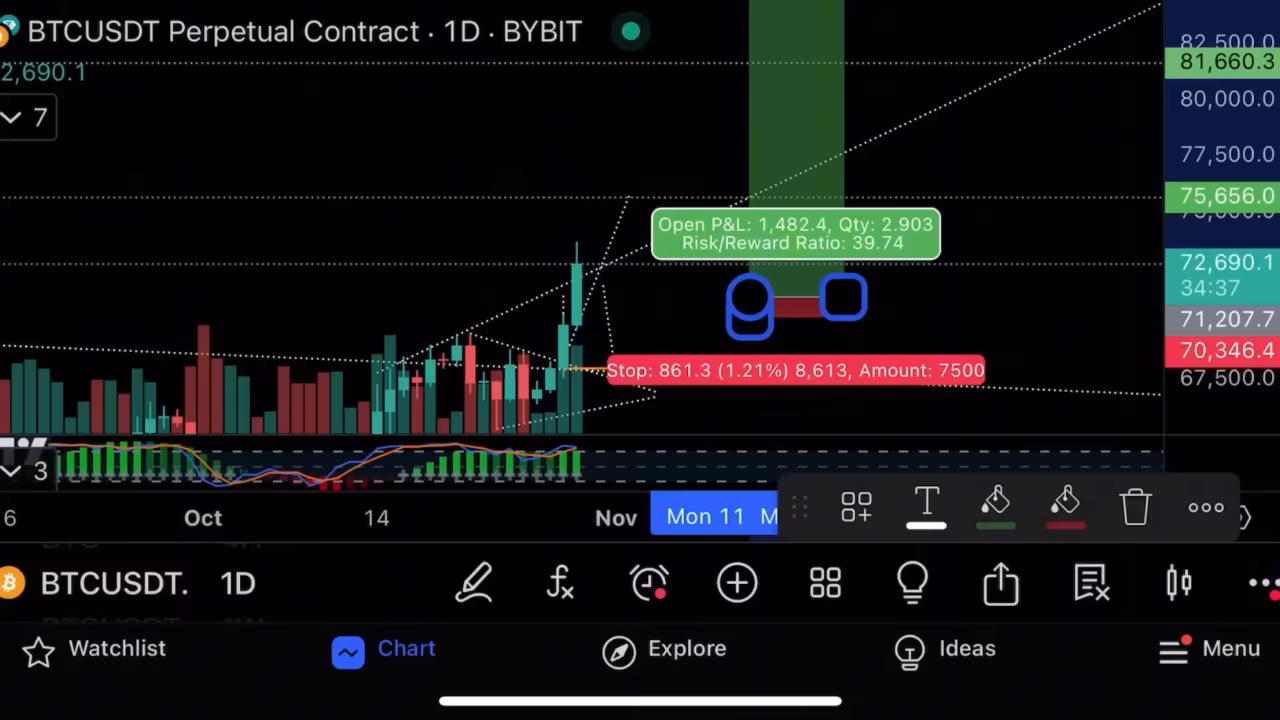 BTCUSDT Perpetual Contract · 1D · BYBIT
2,690.1
7
82,500.0
81,660.3
80,000.0
77,500.0
75,656.0
75,000.0
72,690.1
34:37
71,207.7
70,346.4
67,500.0
Open P&L: 1,482.4, Qty: 2.903
Risk/Reward Ratio: 39.74
Stop: 861.3 (1.21%) 8,613, Amount: 7500
3
6
Oct
14
Nov
Mon 11
M
T
BTCUSDT.
1D
Watchlist
Chart
Explore
Ideas
Menu